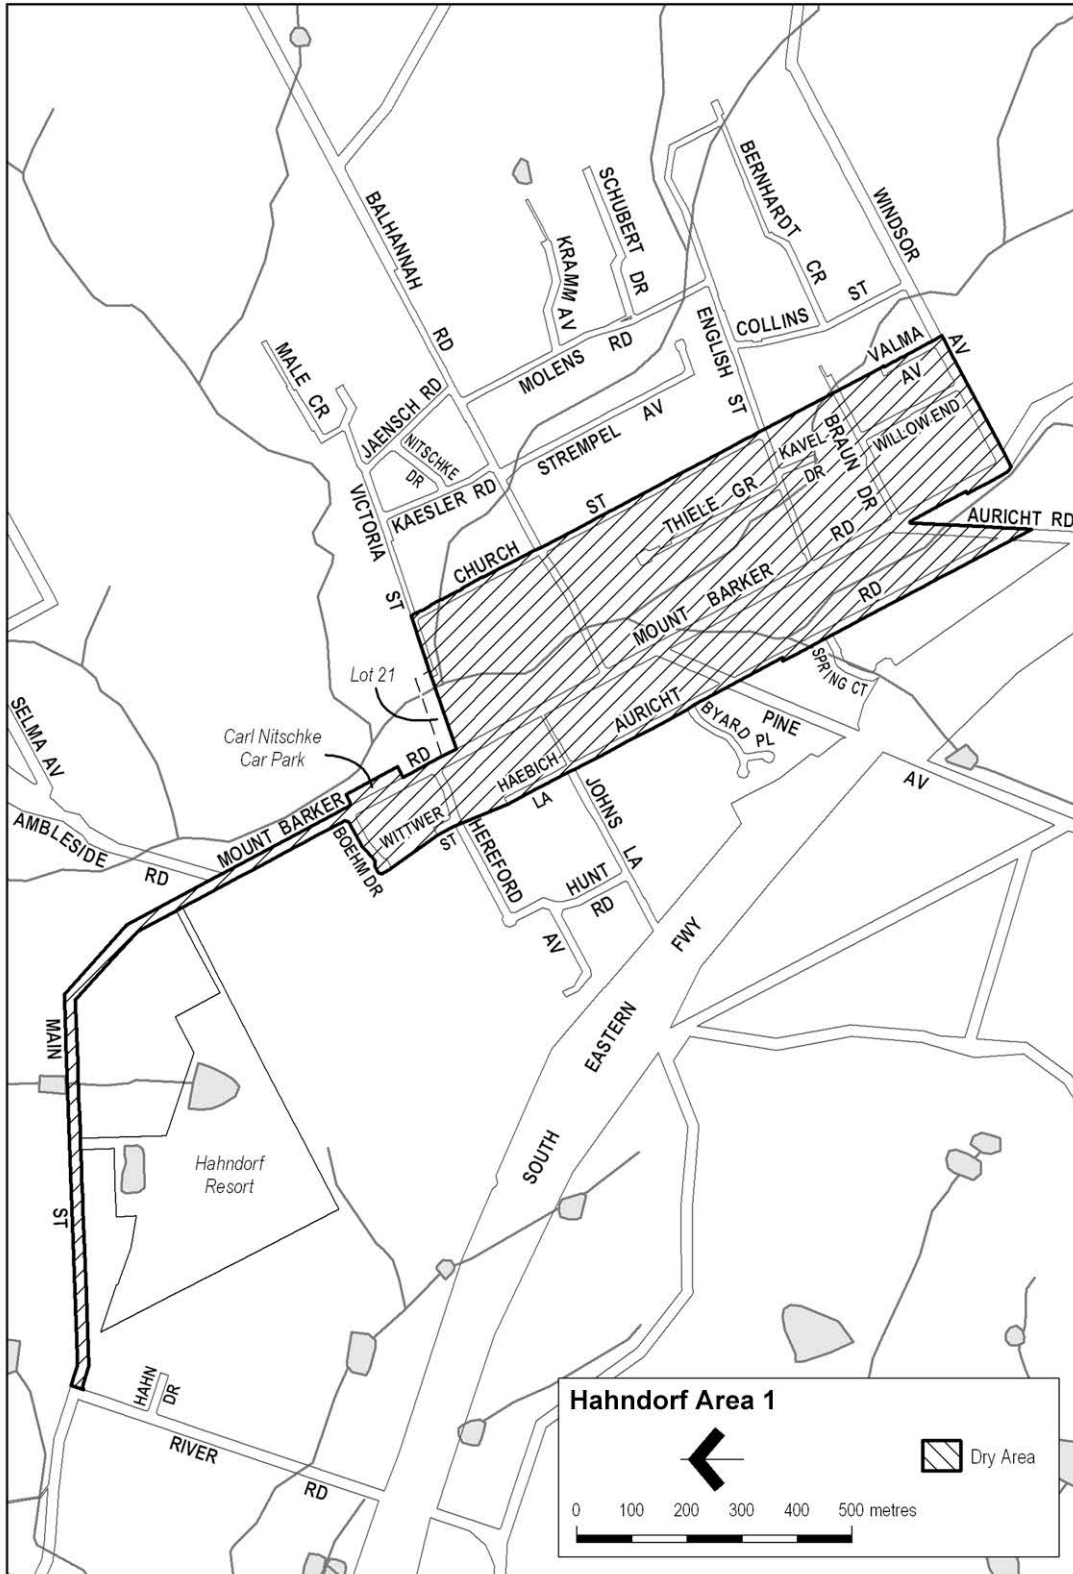 BALHANNAH
RD
KRAMM AV
SCHUBERT
DR
BERNHARDT
CR
WINDSOR
AV
COLLINS
ST
ENGLISH
ST
MOLENS
RD
VALMA
AV
MALE
CR
JAENSCH RD
NITSCHKE
DR
STREMPEL
AV
KAESLER RD
VICTORIA
ST
CHURCH
ST
KAVEL
DR
BRAUN
DR
WILLOW END
THIELE GR
AURICHT RD
MOUNT BARKER
RD
AURICHT
RD
Lot 21
SPRING CT
PINE
AV
BYARD
PL
Carl Nitschke
Car Park
SELMA AV
AMBLESIDE
RD
MOUNT BARKER
RD
HAEBICH
LA
JOHNS
LA
WITTWER
ST
BOEHM DR
HEREFORD
AV
HUNT
RD
SOUTH
EASTERN
FWY
MAIN
ST
Hahndorf
Resort
HAHN
DR
RIVER
RD
Hahndorf Area 1
Dry Area
0 100 200 300 400 500 metres